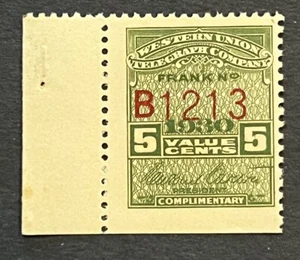 WESTERN UNION
TELEGRAPH COMPANY
FRANK Nº
B1213
1930
5 VALUE 5
CENTS
PRESIDENT
COMPLIMENTARY